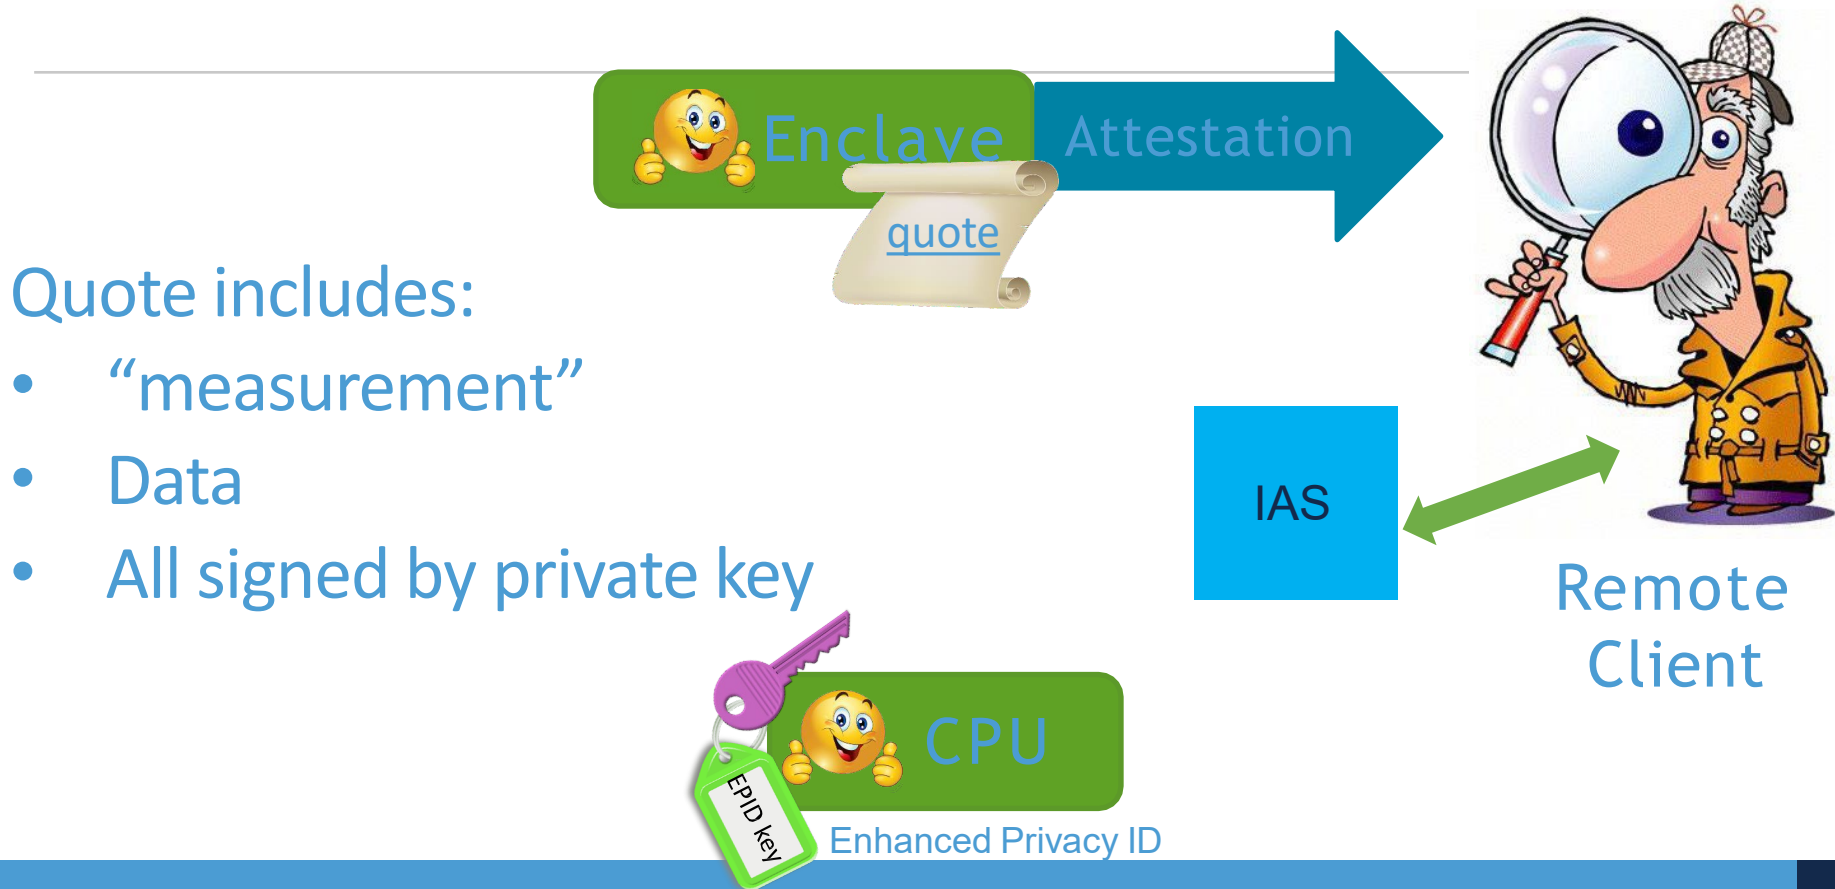 Enclave
Attestation
quote
Quote includes:
• “measurement”
• Data
• All signed by private key
IAS
Remote
Client
CPU
EPID key
Enhanced Privacy ID